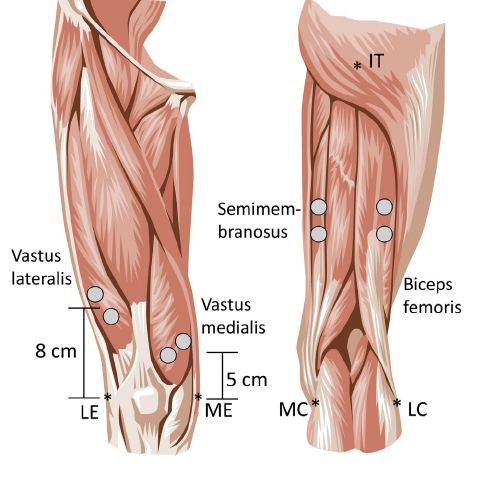 * IT
Semimem-
branosus
Vastus
lateralis
Biceps
femoris
Vastus
medialis
8 cm
5 cm
LE *
* ME
MC *
* LC